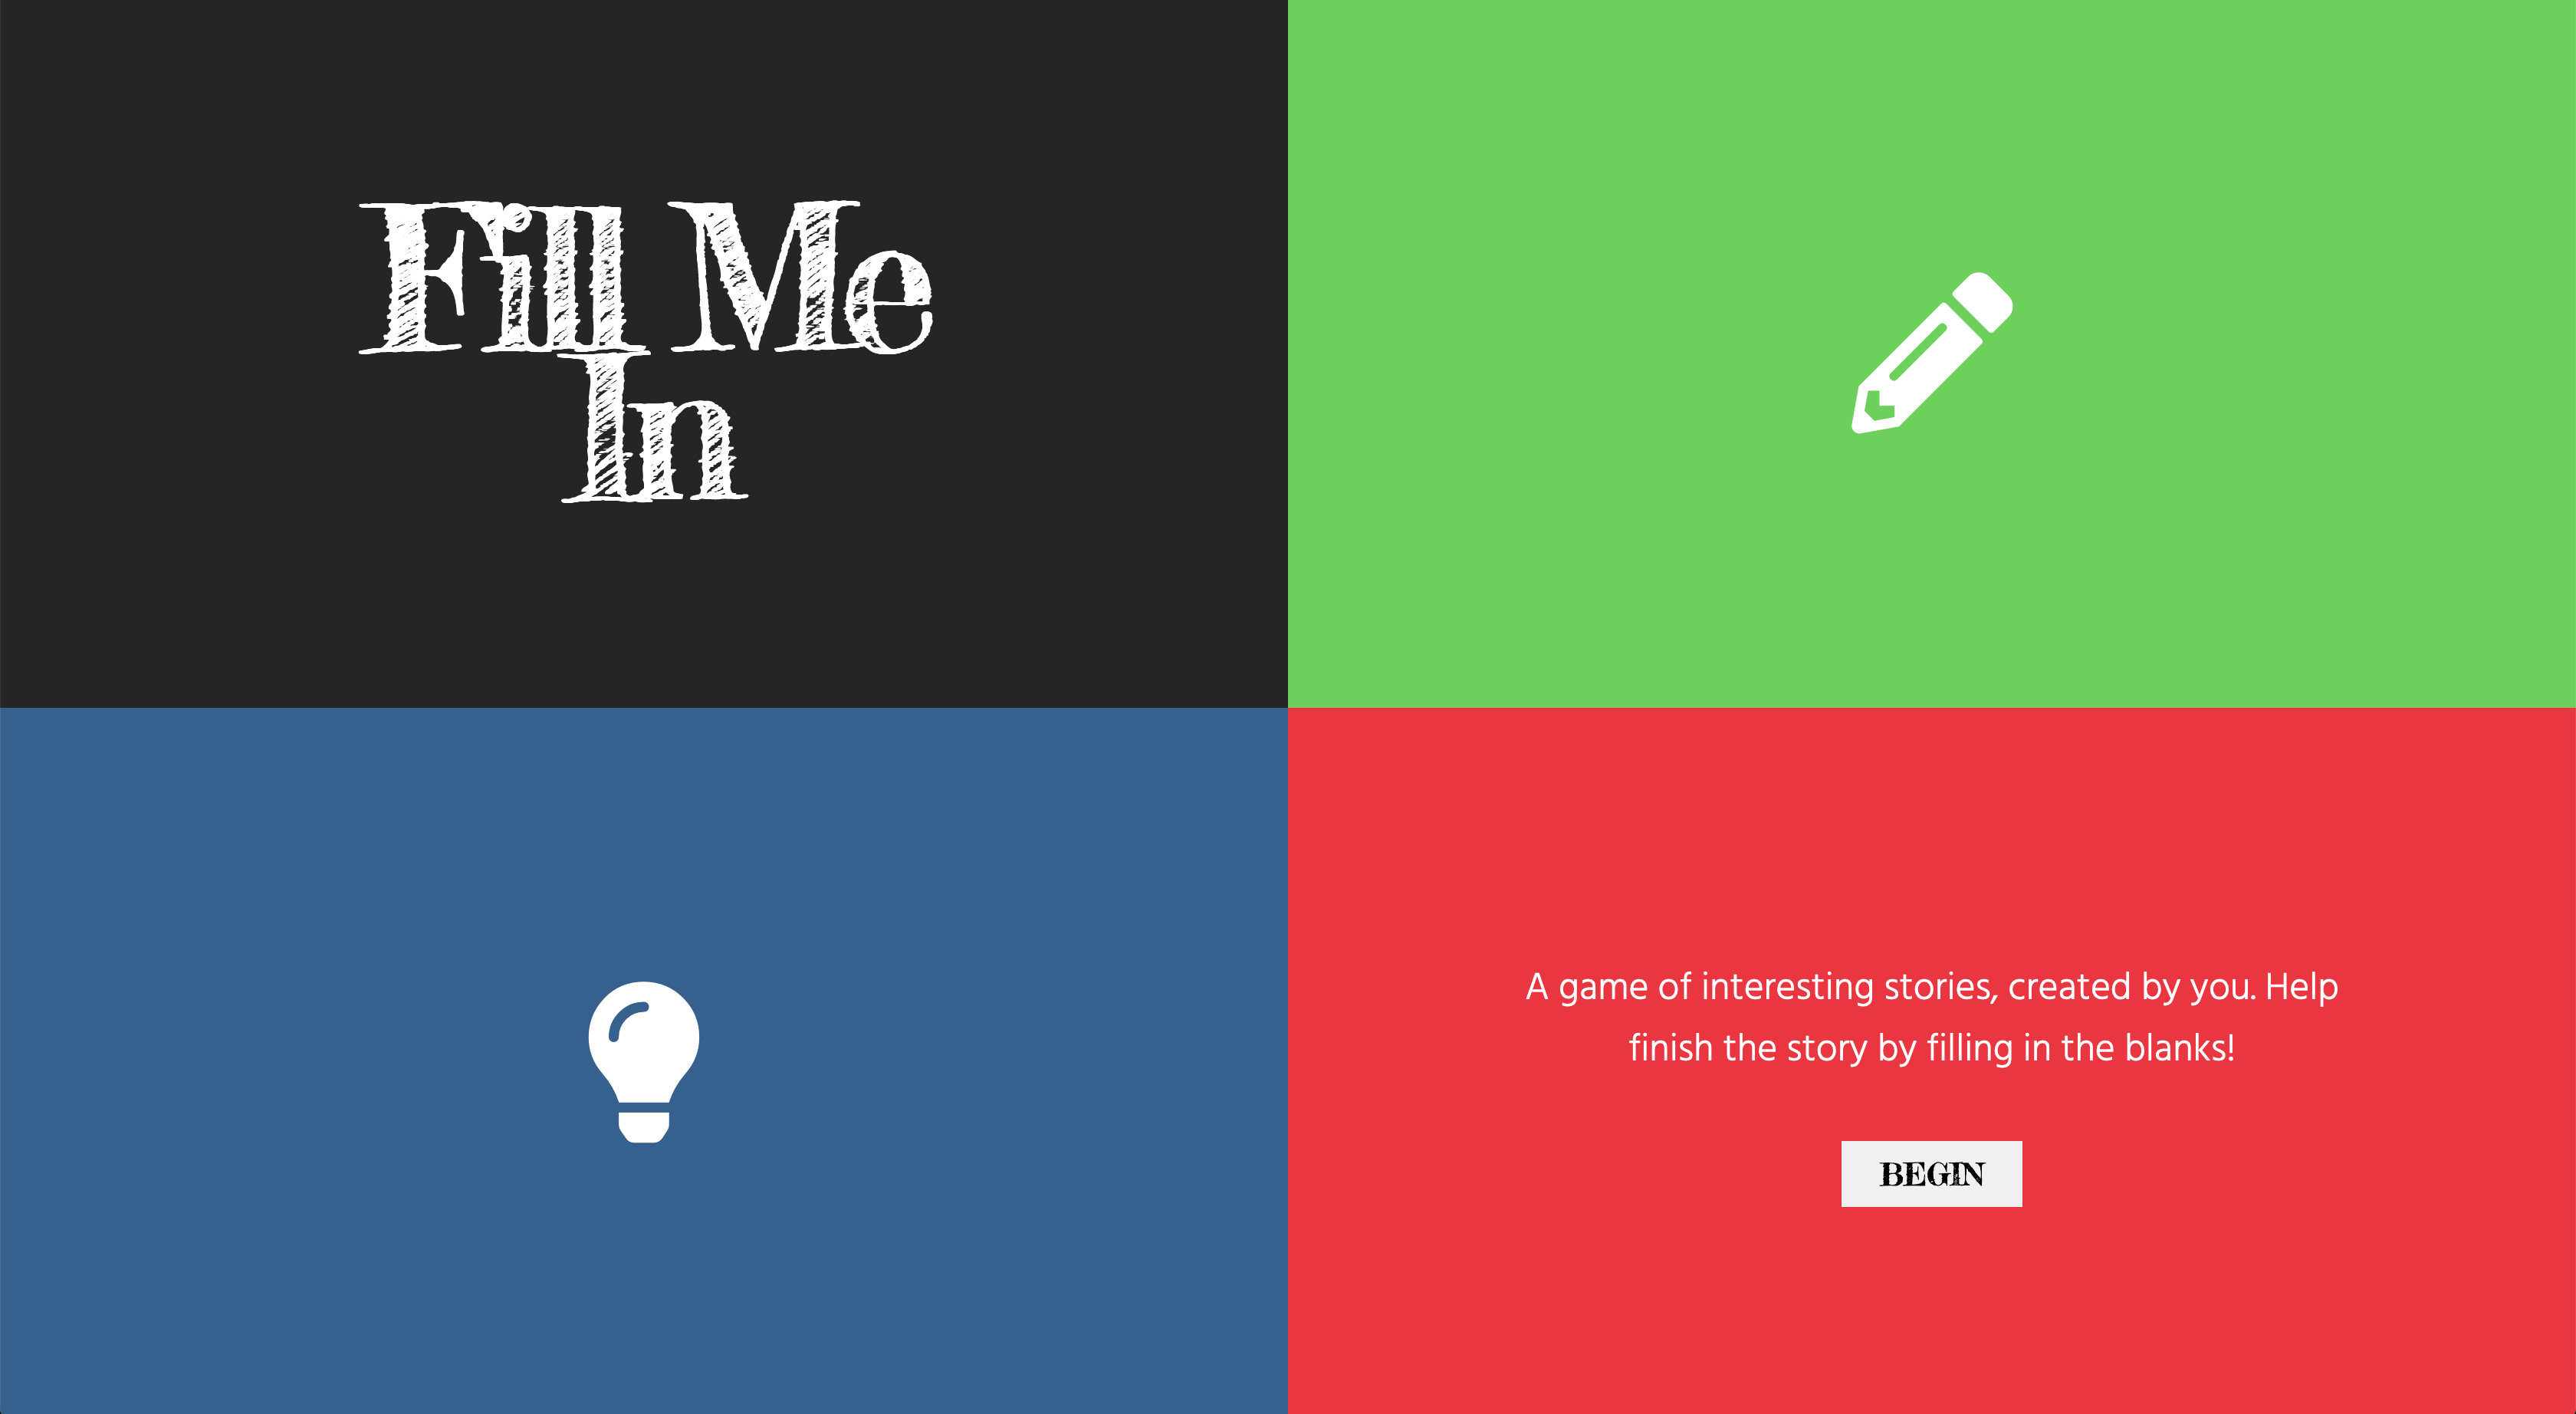 Fill Me
In
A game of interesting stories, created by you. Help
finish the story by filling in the blanks!
BEGIN